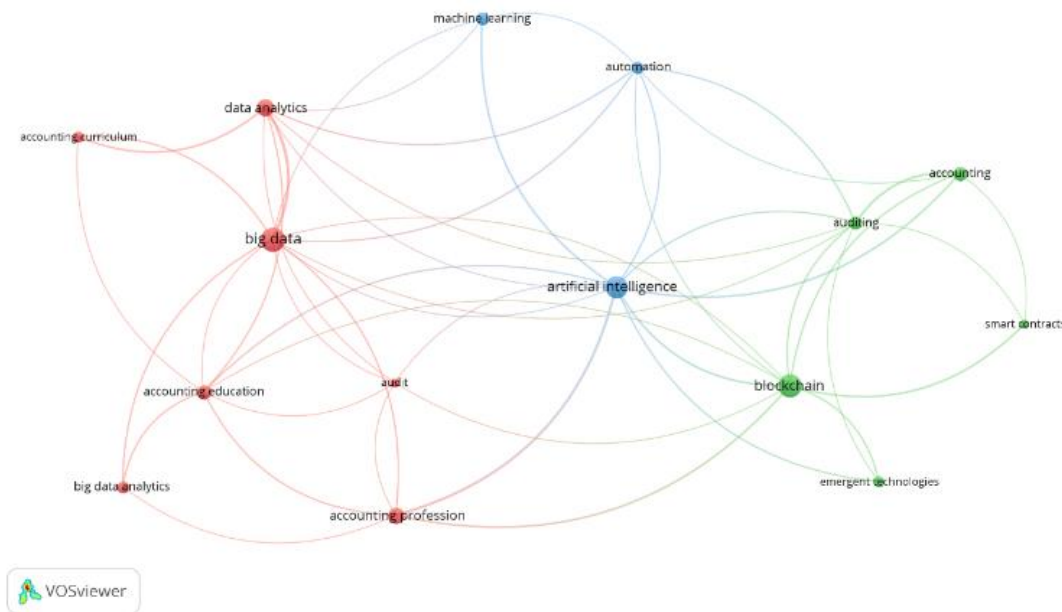 machine learning
automation
data analytics
accounting curriculum
accounting
auditing
big data
artificial intelligence
smart contracts
audit
blockchain
accounting education
big data analytics
emergent technologies
accounting profession
VOSviewer